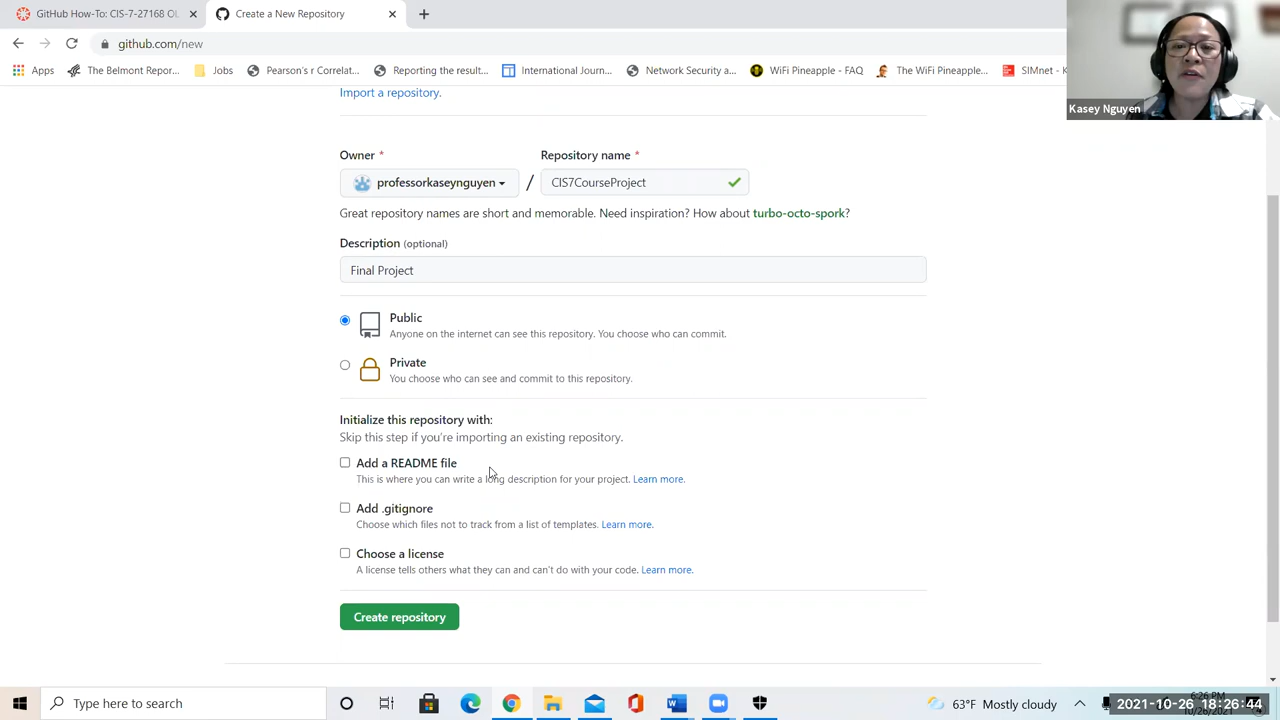 GitHub How-To: CIS-7-27168 OL
Create a New Repository
github.com/new
Apps
The Belmont Repor...
Jobs
Pearson's r Correlat...
Reporting the result...
International Journ...
Network Security a...
WiFi Pineapple - FAQ
The WiFi Pineapple...
SIMnet - K
Kasey Nguyen
Import a repository.
Owner *
Repository name *
professorkaseynguyen / CIS7CourseProject
Great repository names are short and memorable. Need inspiration? How about turbo-octo-spork?
Description (optional)
Final Project
Public
Anyone on the internet can see this repository. You choose who can commit.
Private
You choose who can see and commit to this repository.
Initialize this repository with:
Skip this step if you're importing an existing repository.
Add a README file
This is where you can write a long description for your project. Learn more.
Add .gitignore
Choose which files not to track from a list of templates. Learn more.
Choose a license
A license tells others what they can and can't do with your code. Learn more.
Create repository
Type here to search
63°F Mostly cloudy
6:26 PM
2021-10-26 18:26:44
10/26/2021